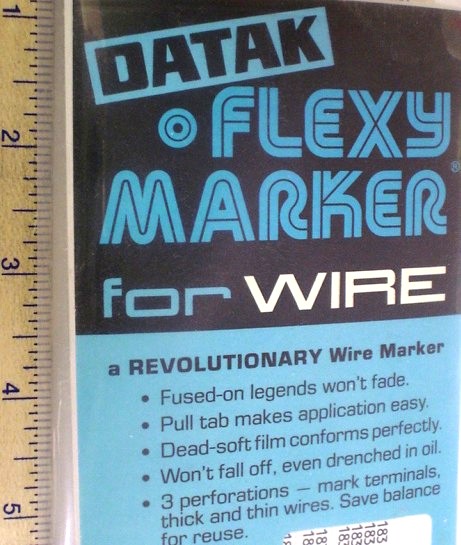 DATAK
FLEXY
MARKER®
for WIRE
a REVOLUTIONARY Wire Marker
• Fused-on legends won't fade.
• Pull tab makes application easy.
• Dead-soft film conforms perfectly.
• Won't fall off, even drenched in oil.
• 3 perforations — mark terminals,
thick and thin wires. Save balance
for reuse.
1
2
3
4
5